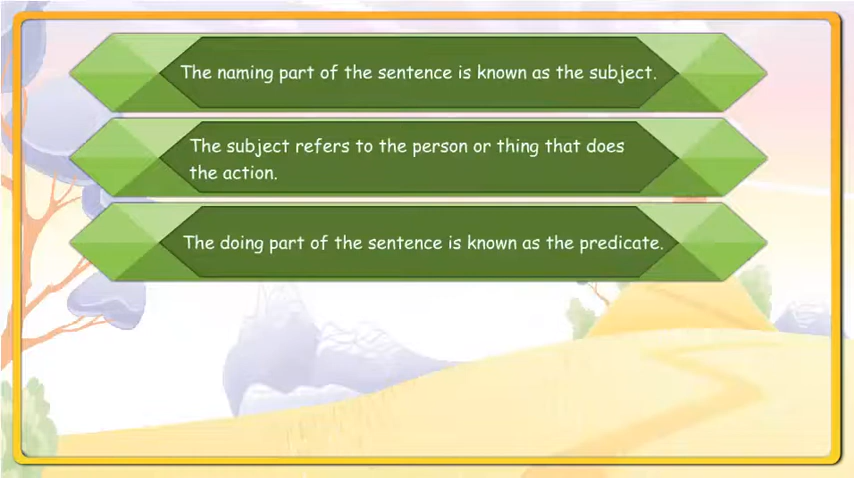 The naming part of the sentence is known as the subject.
The subject refers to the person or thing that does
the action.
The doing part of the sentence is known as the predicate.